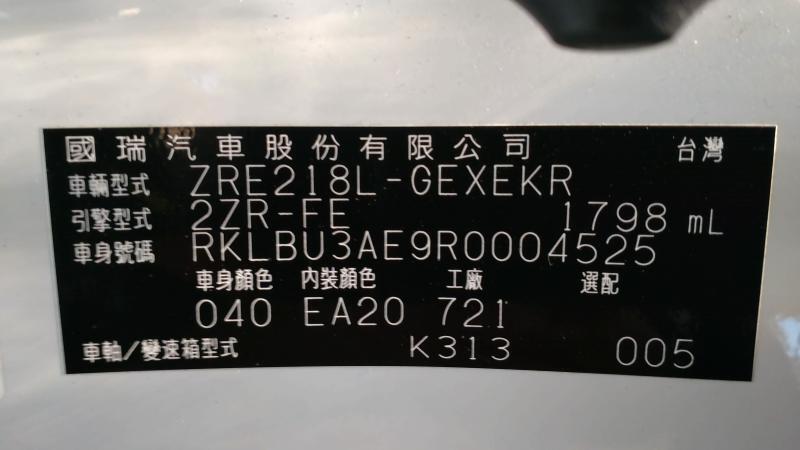 國瑞汽車股份有限公司 台灣
車輛型式 ZRE218L-GEXEKR
引擎型式 2ZR-FE 1798 mL
車身號碼 RKLBU3AE9R0004525
車身顏色 內裝顏色 工廠 選配
040 EA20 721
車軸/變速箱型式 K313 005